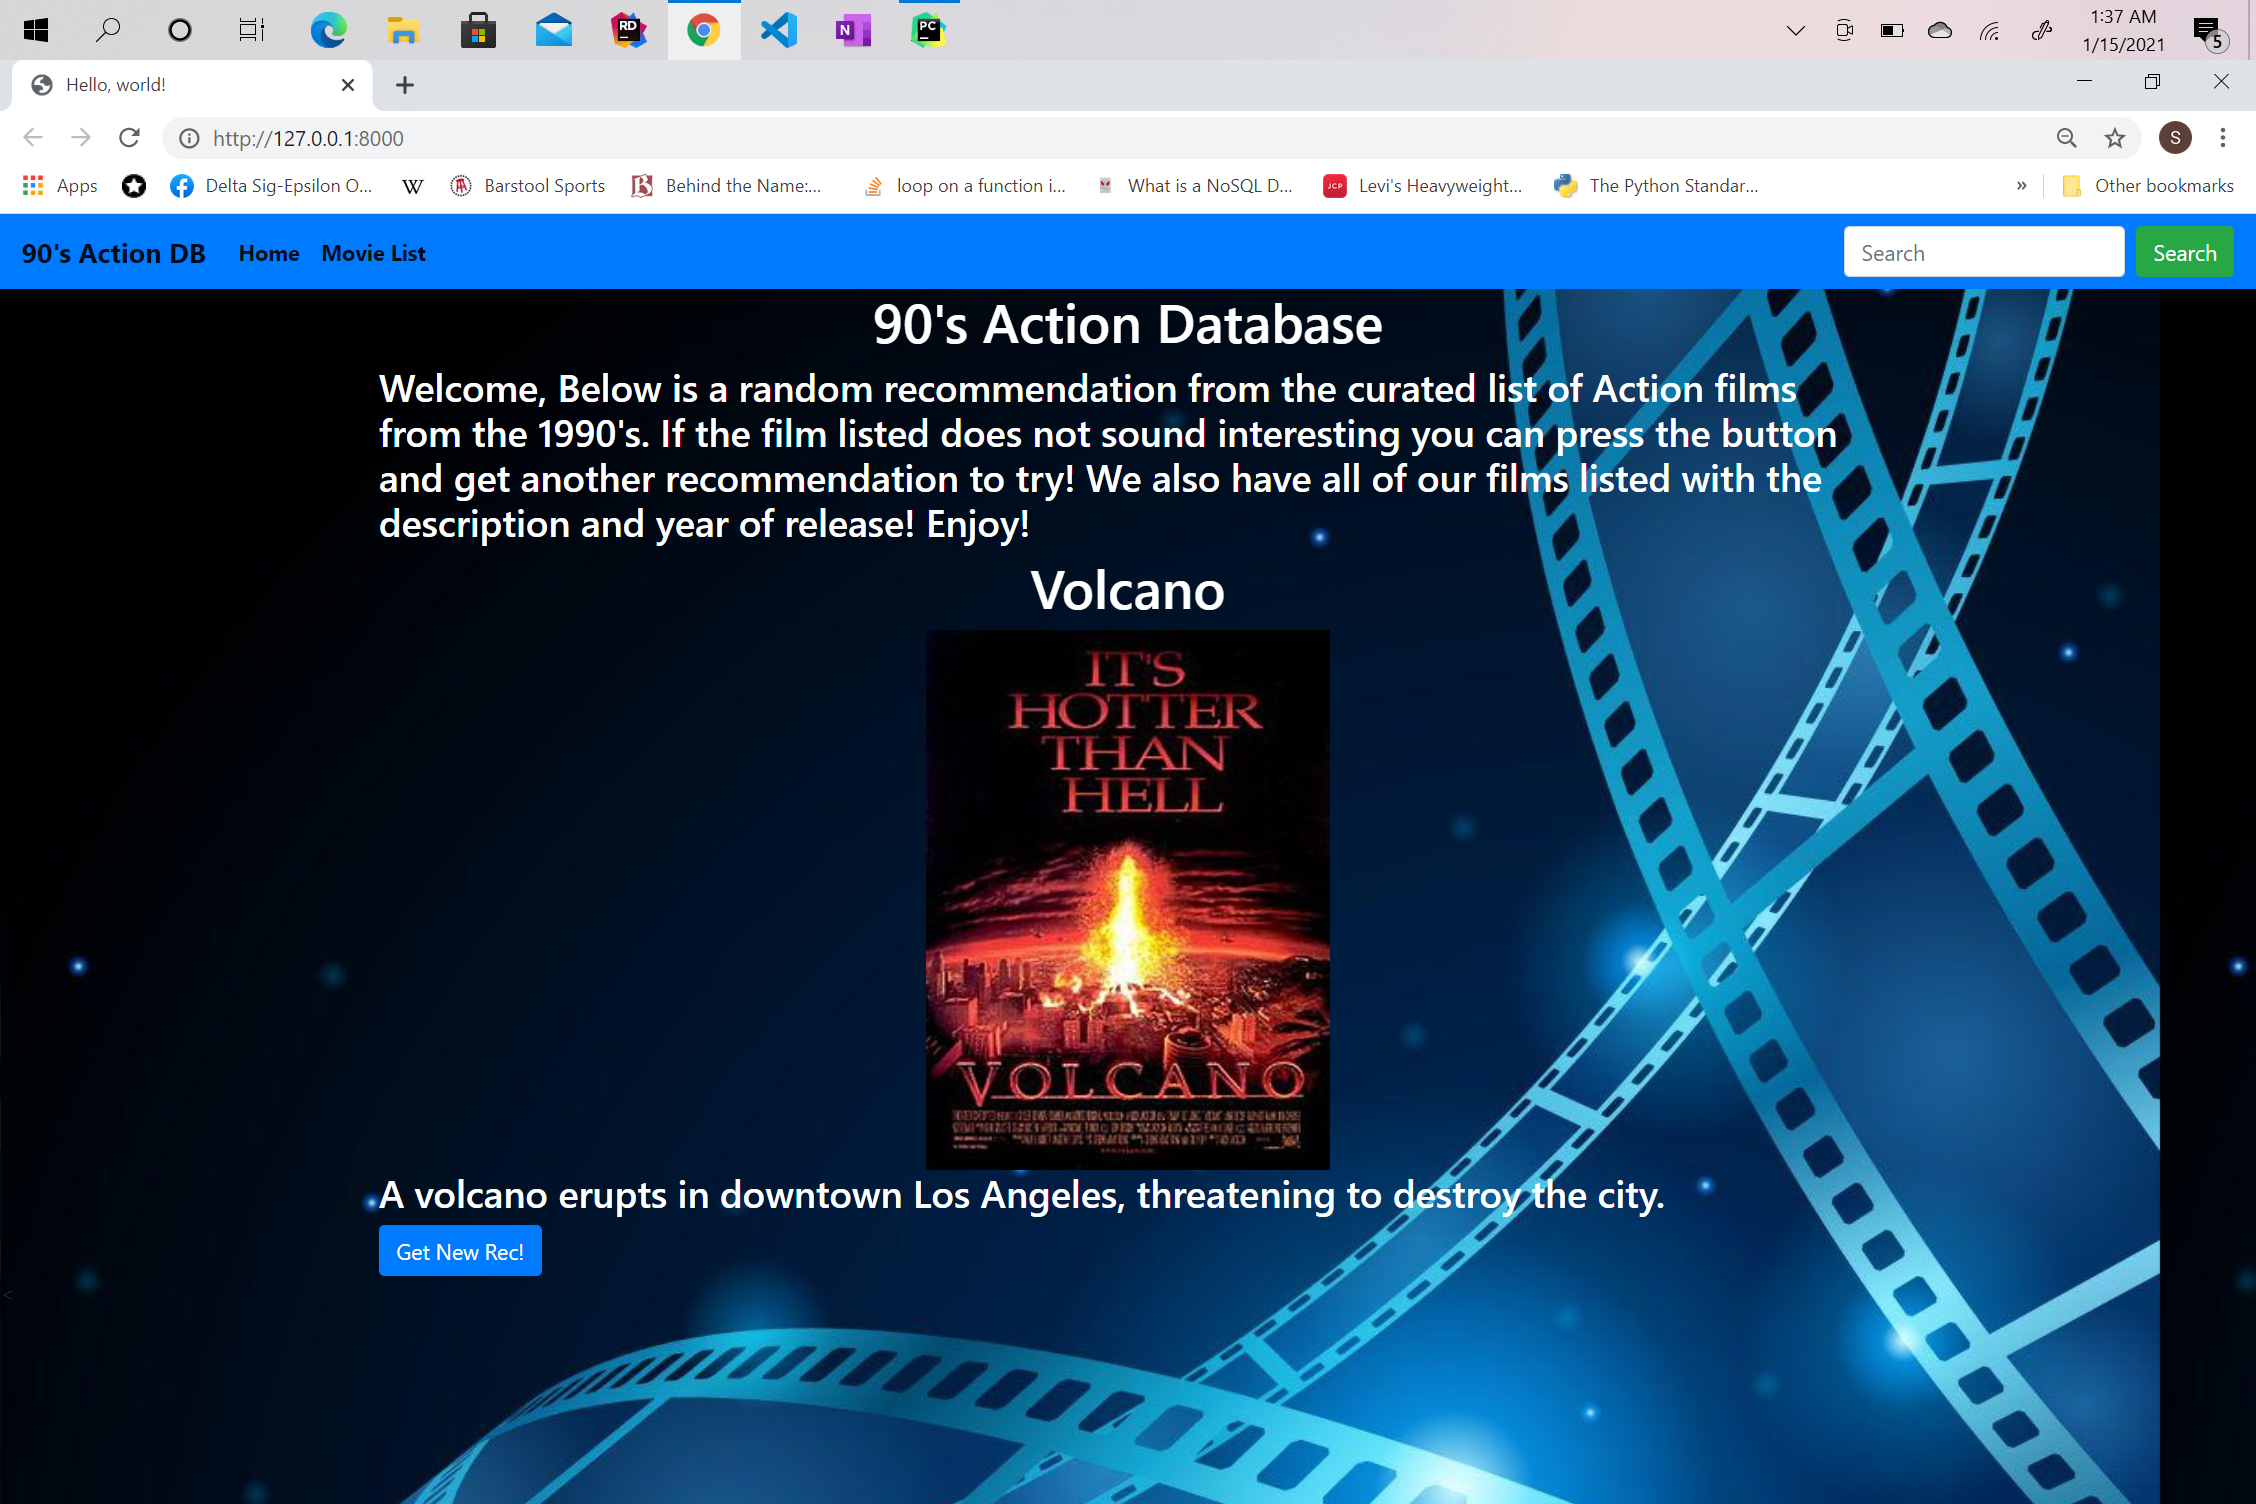 RD
N
PC
1:37 AM
1/15/2021
5
Hello, world!
http://127.0.0.1:8000
S
Apps
Delta Sig-Epsilon O...
W
Barstool Sports
B
Behind the Name:...
loop on a function i...
What is a NoSQL D...
JCP
Levi's Heavyweight...
The Python Standar...
»
Other bookmarks
90's Action DB
Home
Movie List
Search
Search
90's Action Database
Welcome, Below is a random recommendation from the curated list of Action films
from the 1990's. If the film listed does not sound interesting you can press the button
and get another recommendation to try! We also have all of our films listed with the
description and year of release! Enjoy!
Volcano
IT'S
HOTTER
THAN
HELL
VOLCANO
A volcano erupts in downtown Los Angeles, threatening to destroy the city.
Get New Rec!
<